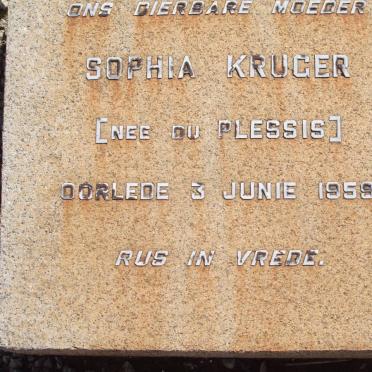 ONS DIERBARE MOEDER
SOPHIA KRUGER
[NEE DU PLESSIS]
OORLEDE 3 JUNIE 1959
RUS IN VREDE.